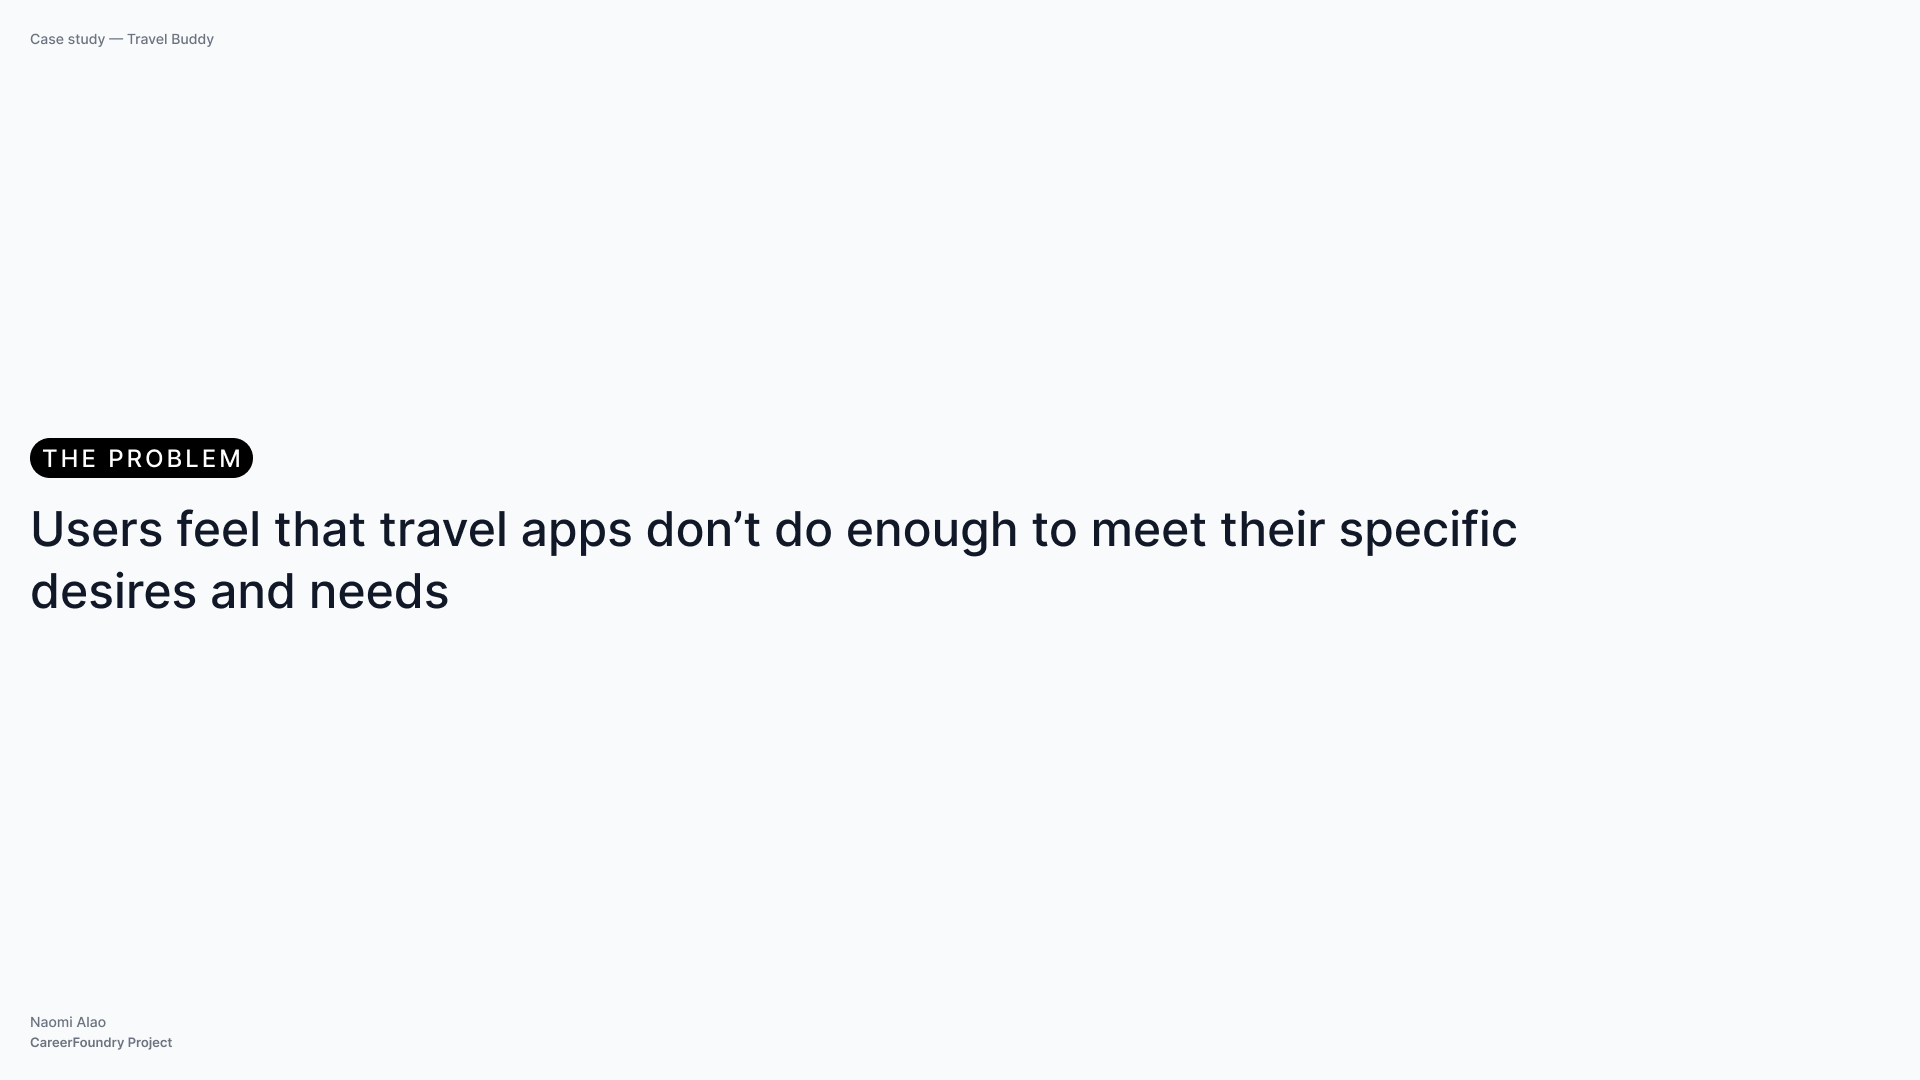 Case study — Travel Buddy
THE PROBLEM
Users feel that travel apps don’t do enough to meet their specific
desires and needs
Naomi Alao
CareerFoundry Project